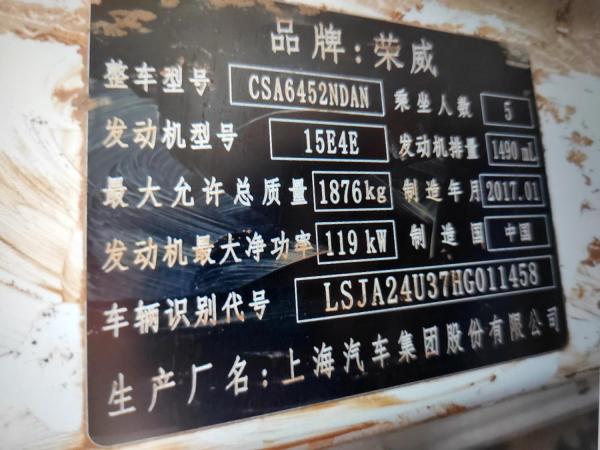 品牌:荣威
整车型号 CSA6452NDAN 乘坐人数 5
发动机型号 15E4E 发动机排量 1490 mL
最大允许总质量 1876kg 制造年月 2017.01
发动机最大净功率 119 kW 制造国 中国
车辆识别代号 LSJA24U37HG011458
生产厂名:上海汽车集团股份有限公司